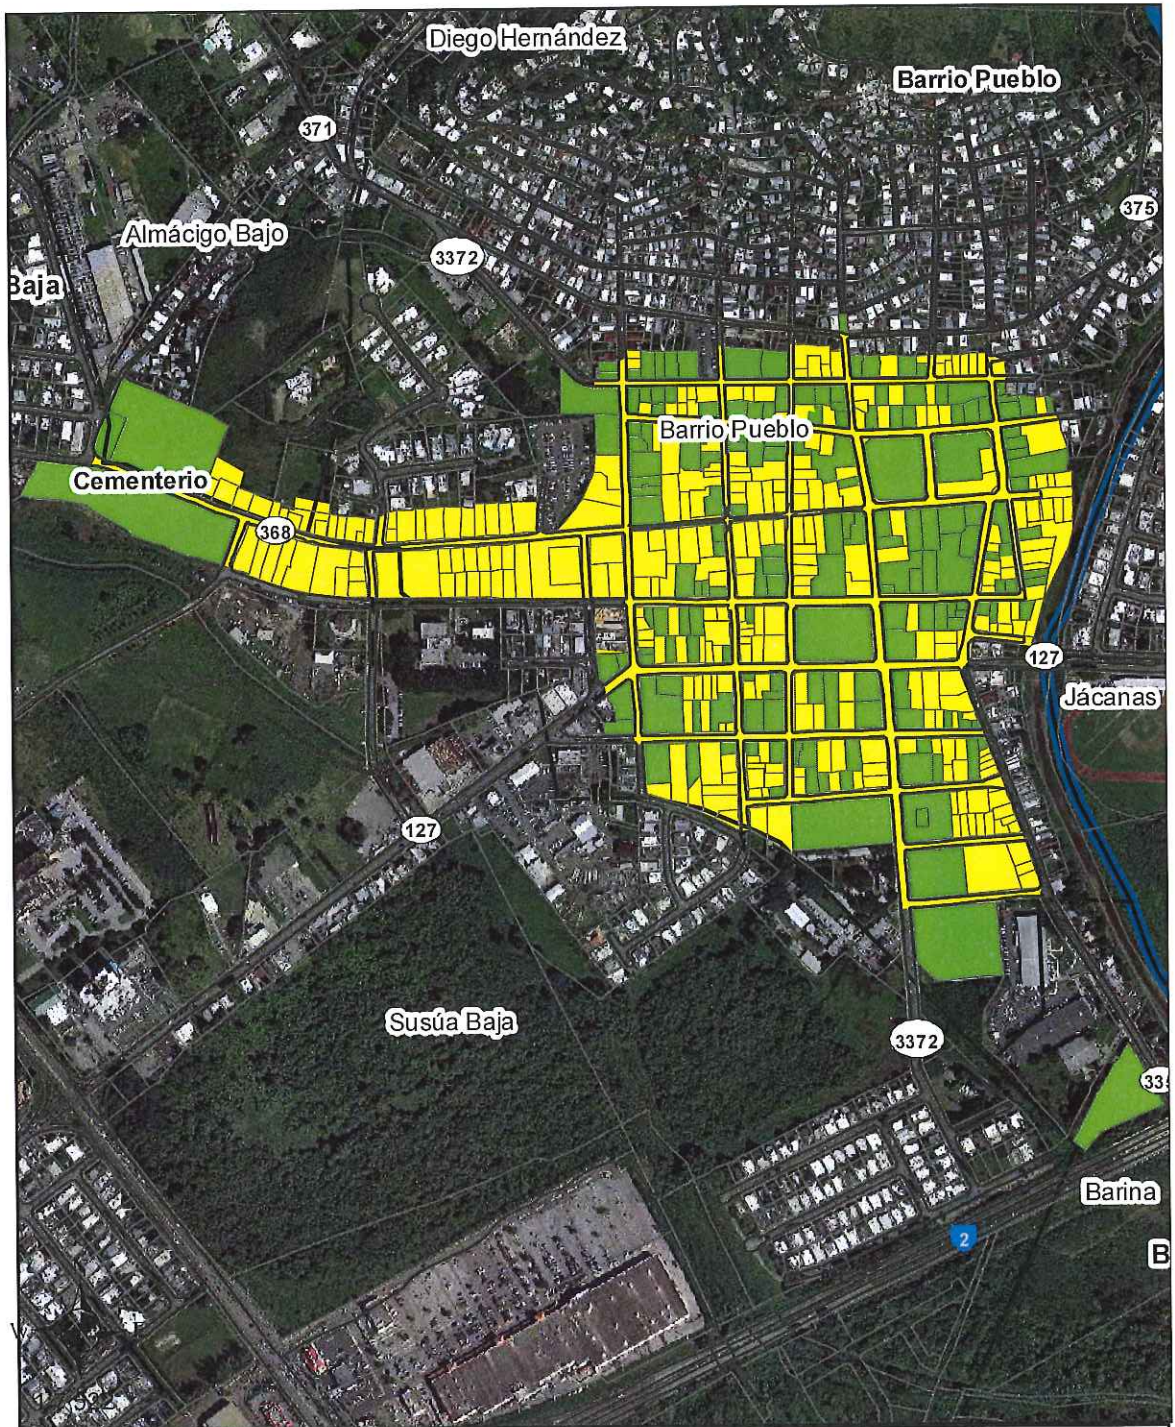 Diego Hernández
Barrio Pueblo
371
375
Almácigo Bajo
3372
Baja
Barrio Pueblo
Cementerio
368
127
Jácanas
127
Susúa Baja
3372
335
Barina
2
B